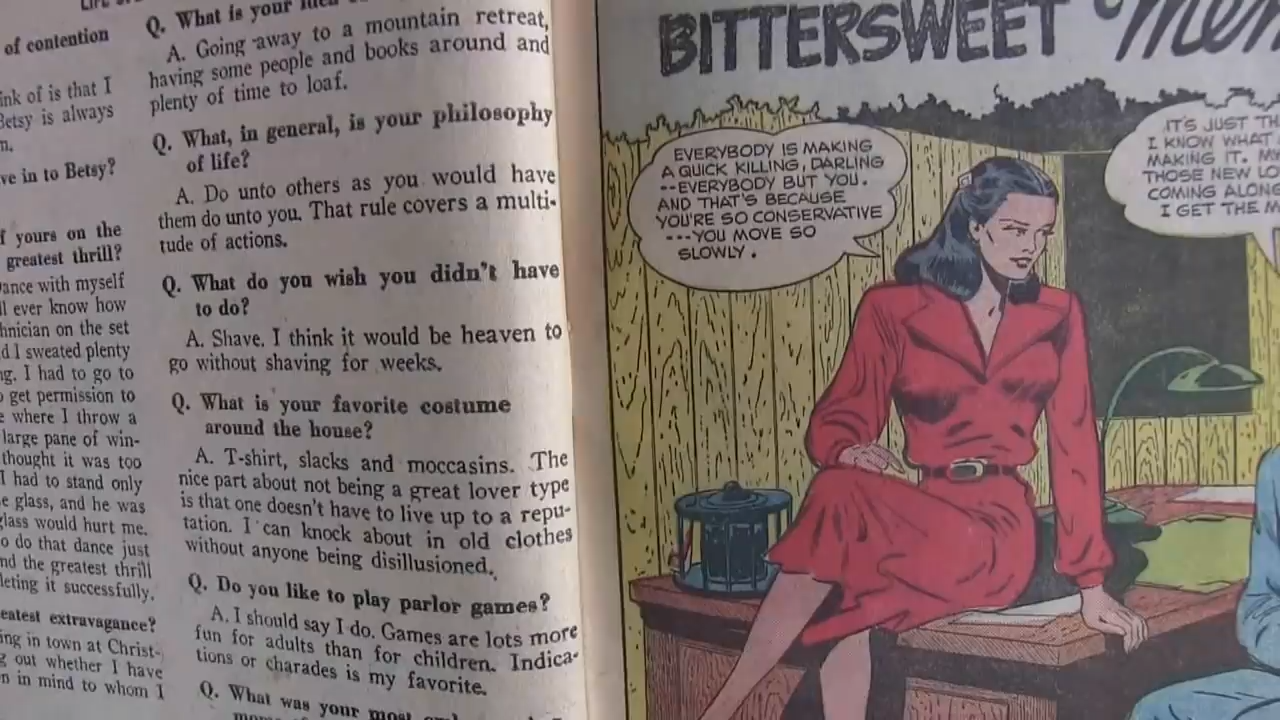 of contention
ink of is that I
Betsy is always
n.
ve in to Betsy?
f yours on the
greatest thrill?
ance with myself
ll ever know how
hnician on the set
d I sweated plenty
ng. I had to go to
o get permission to
e where I throw a
large pane of win-
thought it was too
I had to stand only
e glass, and he was
glass would hurt me.
o do that dance just
nd the greatest thrill
leting it successfully.
eatest extravagance?
ing in town at Christ-
g out whether I have
n in mind to whom I
Q. What is your
A. Going away to a mountain retreat,
having some people and books around and
plenty of time to loaf.
Q. What, in general, is your philosophy
of life?
A. Do unto others as you would have
them do unto you. That rule covers a multi-
tude of actions.
Q. What do you wish you didn't have
to do?
A. Shave. I think it would be heaven to
go without shaving for weeks.
Q. What is your favorite costume
around the house?
A. T-shirt, slacks and moccasins. The
nice part about not being a great lover type
is that one doesn't have to live up to a repu-
tation. I can knock about in old clothes
without anyone being disillusioned.
Q. Do you like to play parlor games?
A. I should say I do. Games are lots more
fun for adults than for children. Indica-
tions or charades is my favorite.
Q. What was your most
BITTERSWEET
EVERYBODY IS MAKING
A QUICK KILLING, DARLING
--EVERYBODY BUT YOU.
AND THAT'S BECAUSE
YOU'RE SO CONSERVATIVE
---YOU MOVE SO
SLOWLY.
IT'S JUST TH
I KNOW WHAT
MAKING IT. M
THOSE NEW LO
COMING ALONG
I GET THE M